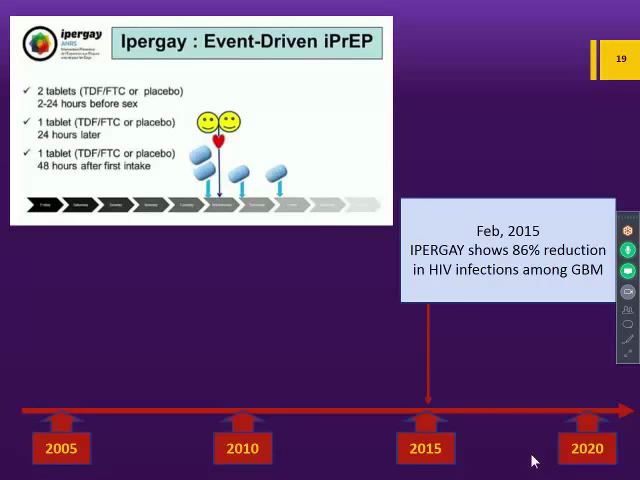 ipergay
ANRS
Ipergay : Event-Driven iPrEP
✓ 2 tablets (TDF/FTC or placebo)
2-24 hours before sex
✓ 1 tablet (TDF/FTC or placebo)
24 hours later
✓ 1 tablet (TDF/FTC or placebo)
48 hours after first intake
19
Feb, 2015
IPERGAY shows 86% reduction
in HIV infections among GBM
2005
2010
2015
2020